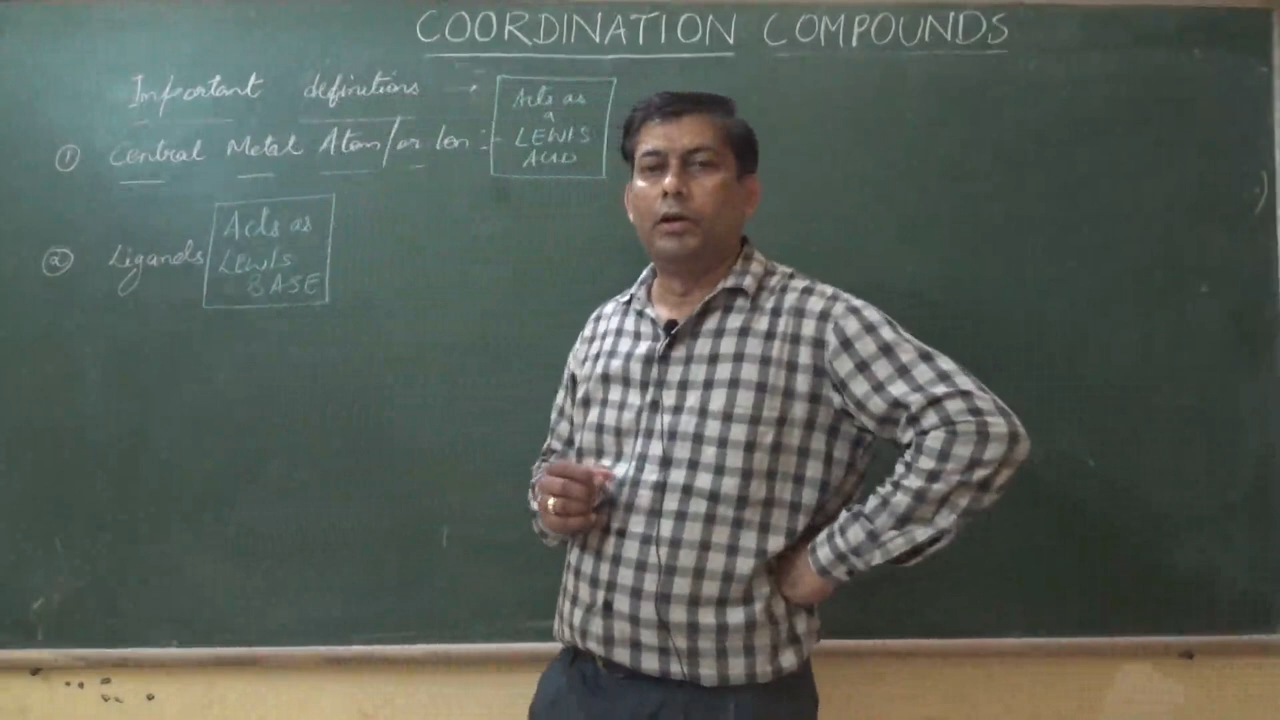 COORDINATION COMPOUNDS
Important definitions :
① Central Metal Atom/or Ion :-
Acts as
a
LEWIS
ACID
② Ligands
Acts as
LEWIS
BASE